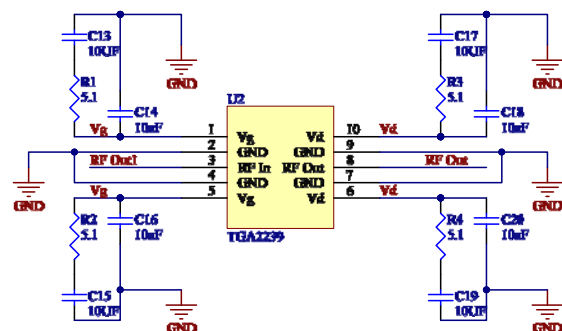 C13
10UF
R1
5.1
C14
10nF
Vg
GND
U2
C17
10UF
R3
5.1
C18
10nF
Vd
GND
1 Vg Vd 10
2 GND GND 9
RF Out1 3 RF In RF Out 8 RF Out
4 GND GND 7
Vg 5 Vg Vd 6 Vd
GND
GND
TGA2239
R2
5.1
C16
10nF
C15
10UF
GND
R4
5.1
C20
10nF
C19
10UF
GND